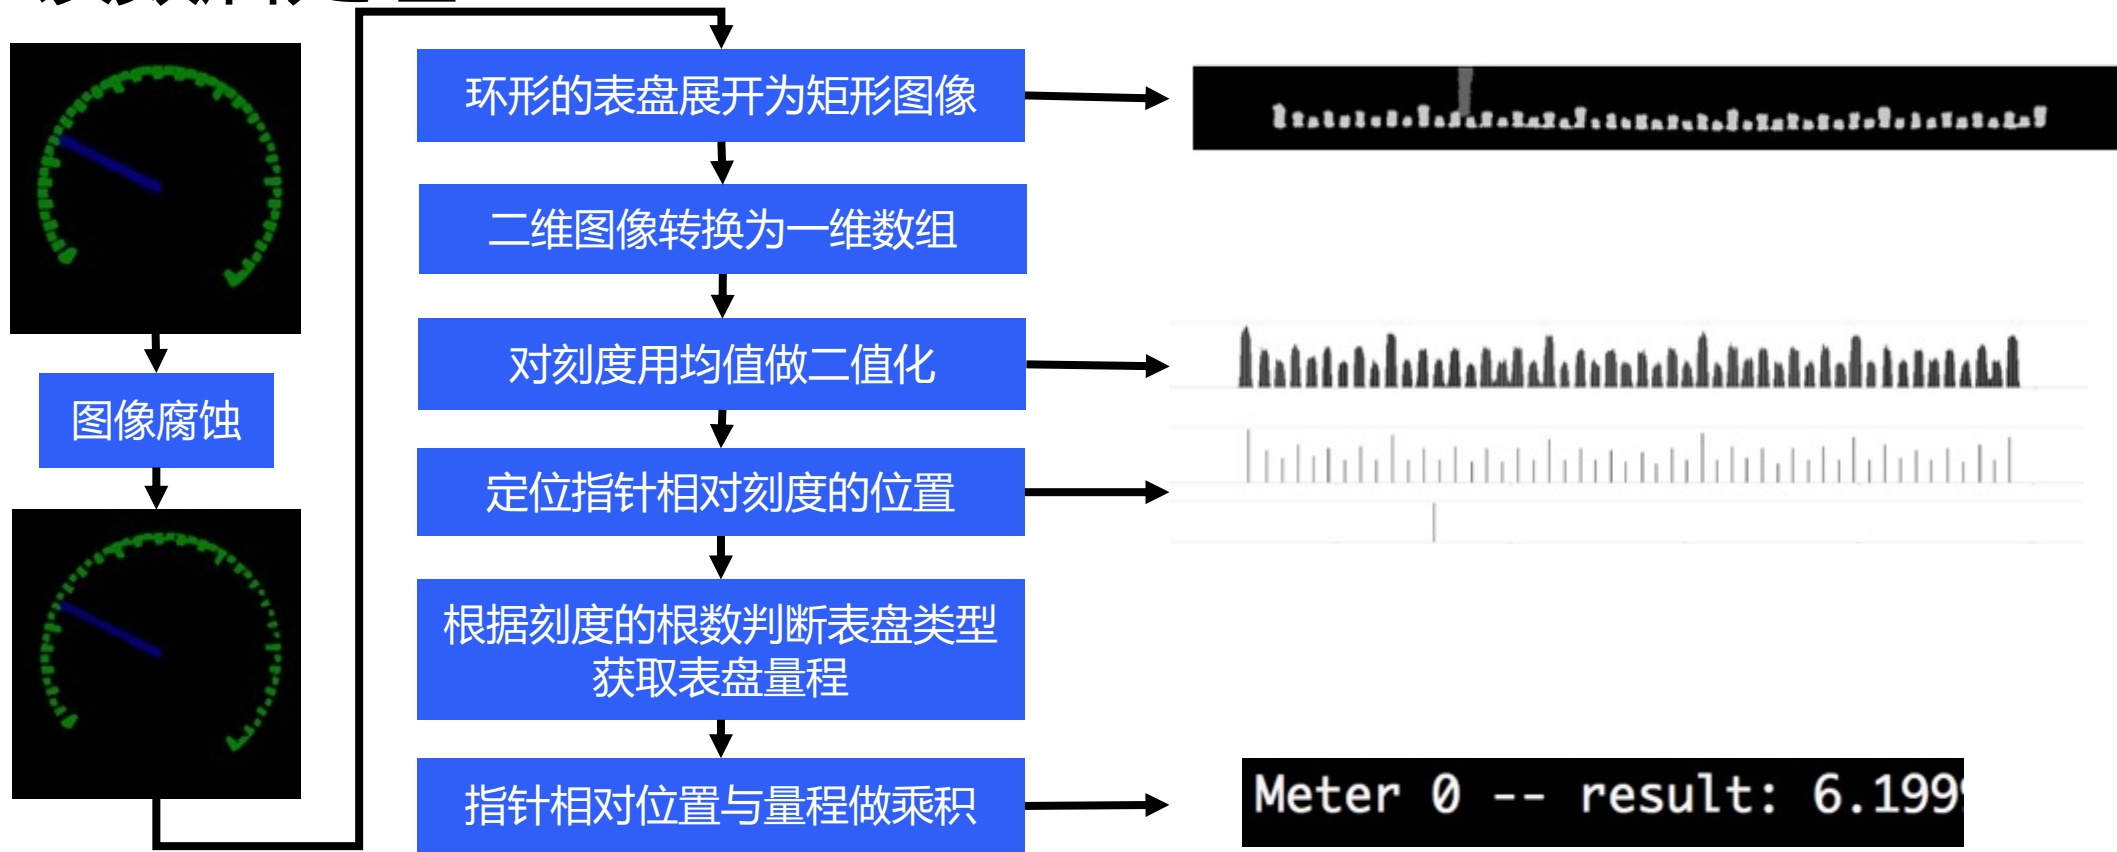 环形的表盘展开为矩形图像
二维图像转换为一维数组
对刻度用均值做二值化
图像腐蚀
定位指针相对刻度的位置
根据刻度的根数判断表盘类型
获取表盘量程
指针相对位置与量程做乘积
Meter 0 -- result: 6.199